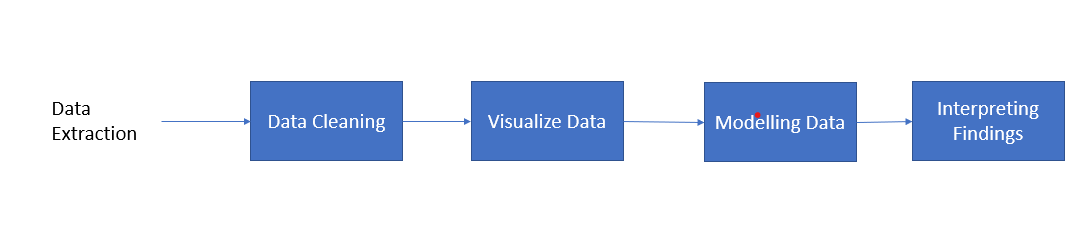 Data
Extraction
Data Cleaning
Visualize Data
Modelling Data
Interpreting
Findings